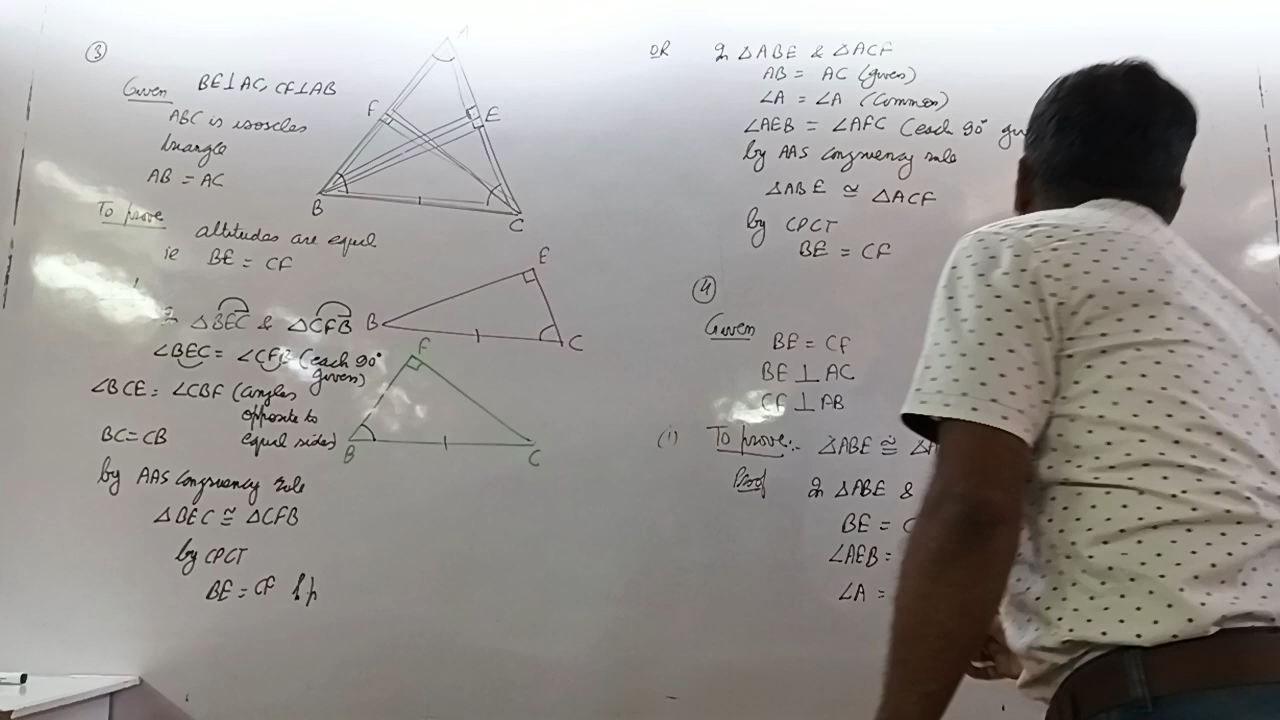 ③
Given BE⊥AC, CF⊥AB
ABC is isoscles
triangle
AB = AC
To prove altitudes are equal
ie BE = CF
A
F
E
B
C
In △BEC & △CFB
∠BEC = ∠CFB (each 90°
given)
∠BCE = ∠CBF (angles
opposite to
equal sides)
BC = CB
by AAS congruency rule
△BEC ≅ △CFB
by CPCT
BE = CF
E
B
C
F
B
C
OR In △ABE & △ACF
AB = AC (given)
∠A = ∠A (Common)
∠AEB = ∠AFC (each 90°
by AAS congruency rule
△ABE ≅ △ACF
by CPCT
BE = CF
④
Given
BE = CF
BE ⊥ AC
CF ⊥ AB
(i) To prove:- △ABE ≅
Proof In △ABE &
BE =
∠AEB =
∠A =